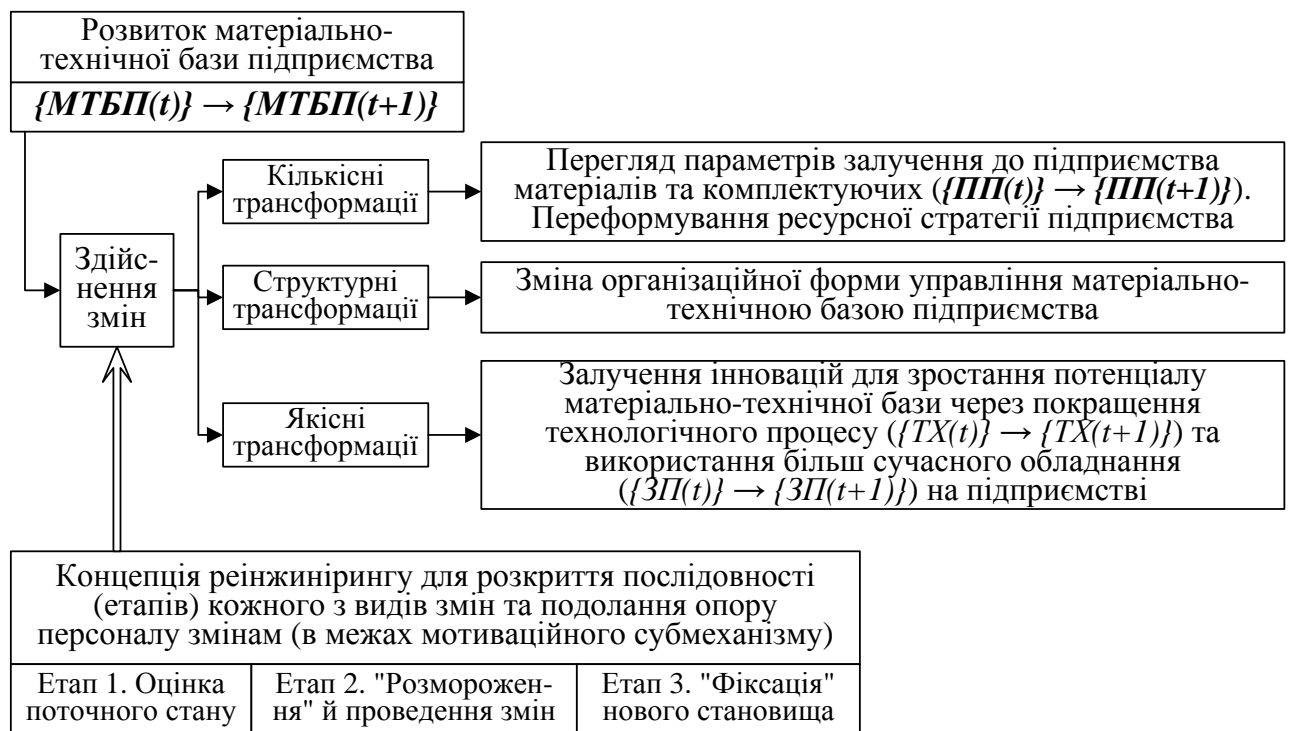 Розвиток матеріально-
технічної бази підприємства
{МТБП(t)} → {МТБП(t+1)}
Кількісні
трансформації
Перегляд параметрів залучення до підприємства
матеріалів та комплектуючих ({ПП(t)} → {ПП(t+1)}).
Переформування ресурсної стратегії підприємства
Здійс-
нення
змін
Структурні
трансформації
Зміна організаційної форми управління матеріально-
технічною базою підприємства
Якісні
трансформації
Залучення інновацій для зростання потенціалу
матеріально-технічної бази через покращення
технологічного процесу ({ТХ(t)} → {ТХ(t+1)}) та
використання більш сучасного обладнання
({ЗП(t)} → {ЗП(t+1)}) на підприємстві
Концепція реінжинірингу для розкриття послідовності
(етапів) кожного з видів змін та подолання опору
персоналу змінам (в межах мотиваційного субмеханізму)
Етап 1. Оцінка
поточного стану
Етап 2. "Розморожен-
ня" й проведення змін
Етап 3. "Фіксація"
нового становища